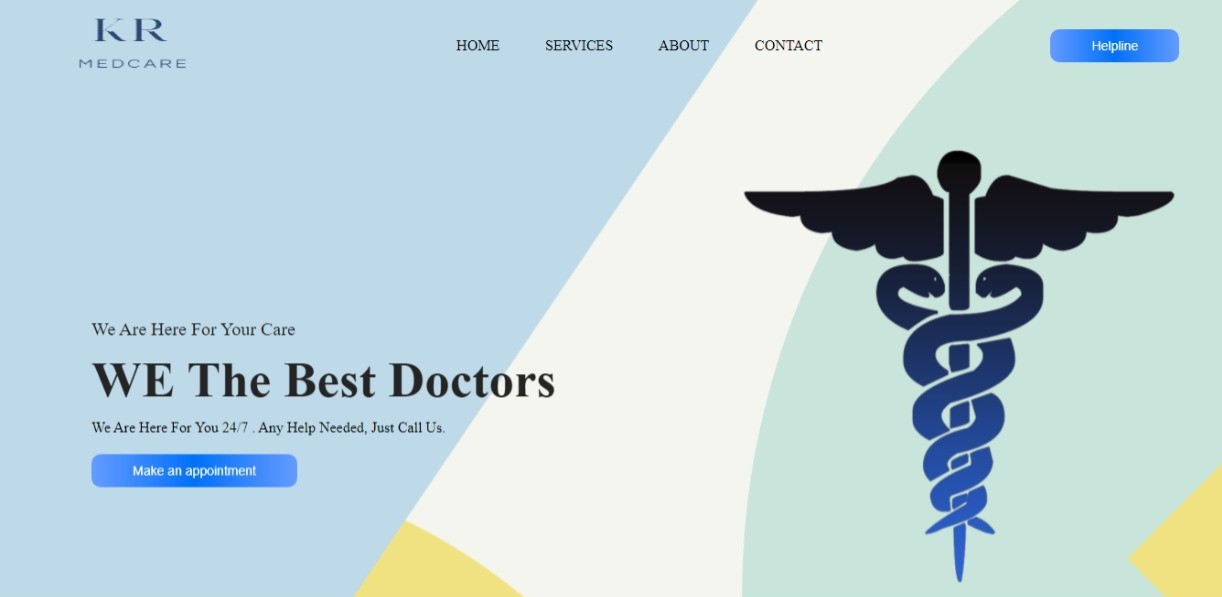 KR
MEDCARE
HOME SERVICES ABOUT CONTACT
Helpline
We Are Here For Your Care
WE The Best Doctors
We Are Here For You 24/7 . Any Help Needed, Just Call Us.
Make an appointment